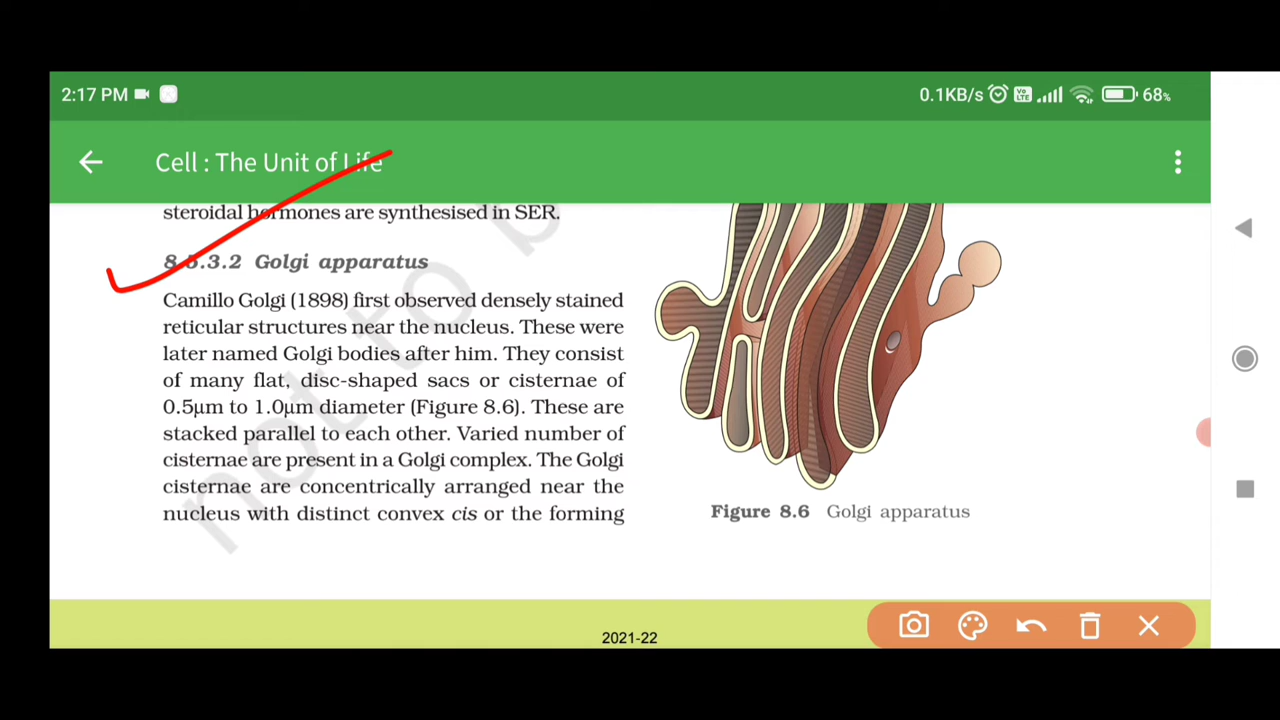 2:17 PM 0.1KB/s Vo LTE 68%
Cell : The Unit of Life
steroidal hormones are synthesised in SER.
8.5.3.2 Golgi apparatus
Camillo Golgi (1898) first observed densely stained
reticular structures near the nucleus. These were
later named Golgi bodies after him. They consist
of many flat, disc-shaped sacs or cisternae of
0.5µm to 1.0µm diameter (Figure 8.6). These are
stacked parallel to each other. Varied number of
cisternae are present in a Golgi complex. The Golgi
cisternae are concentrically arranged near the
nucleus with distinct convex cis or the forming
Figure 8.6 Golgi apparatus
not to b
2021-22